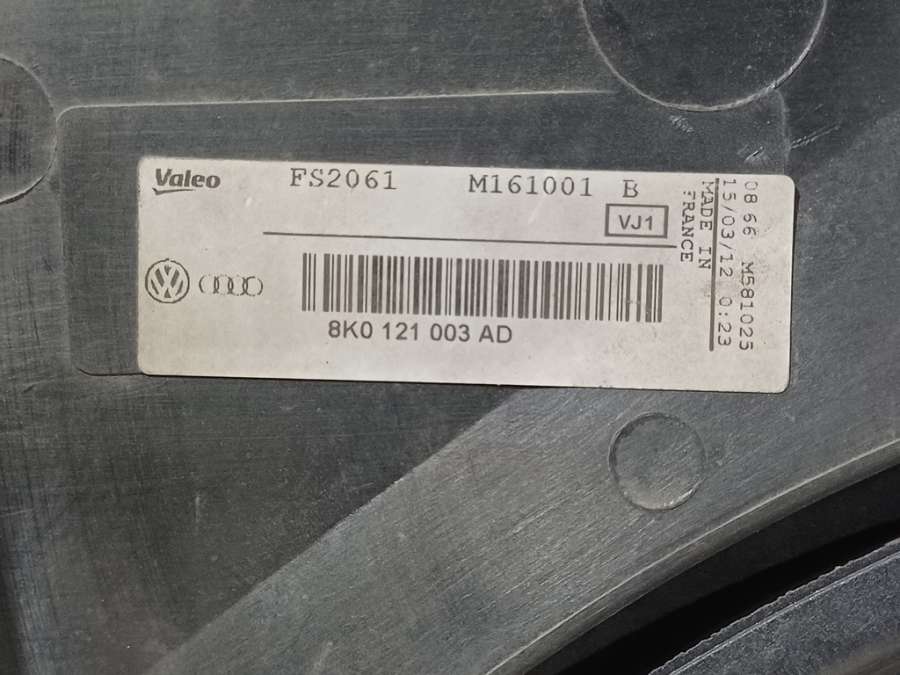 Valeo FS2061 M161001 B
VJ1
8K0 121 003 AD
MADE IN
FRANCE
15/03/12 0:23
08 66 M581025